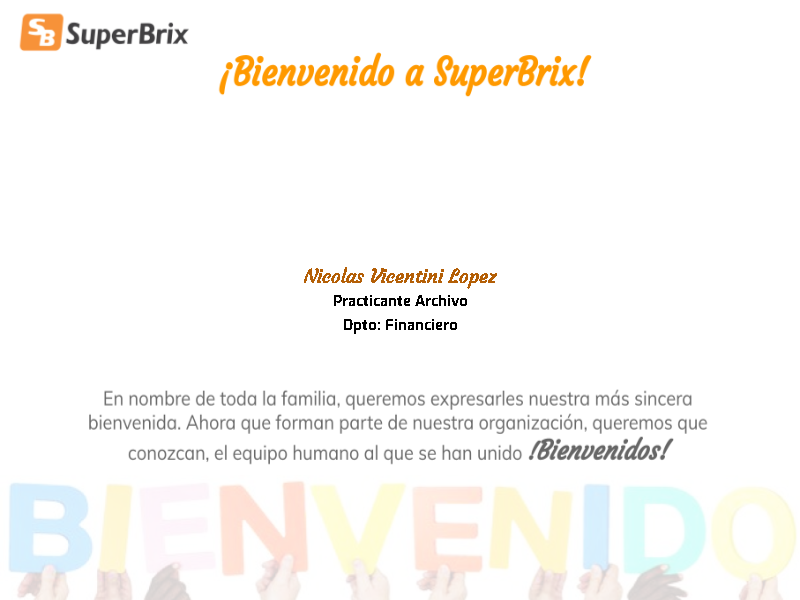 SB SuperBrix
¡Bienvenido a SuperBrix!
Nicolas Vicentini Lopez
Practicante Archivo
Dpto: Financiero
En nombre de toda la familia, queremos expresarles nuestra más sincera
bienvenida. Ahora que forman parte de nuestra organización, queremos que
conozcan, el equipo humano al que se han unido ¡Bienvenidos!
BIENVENIDO